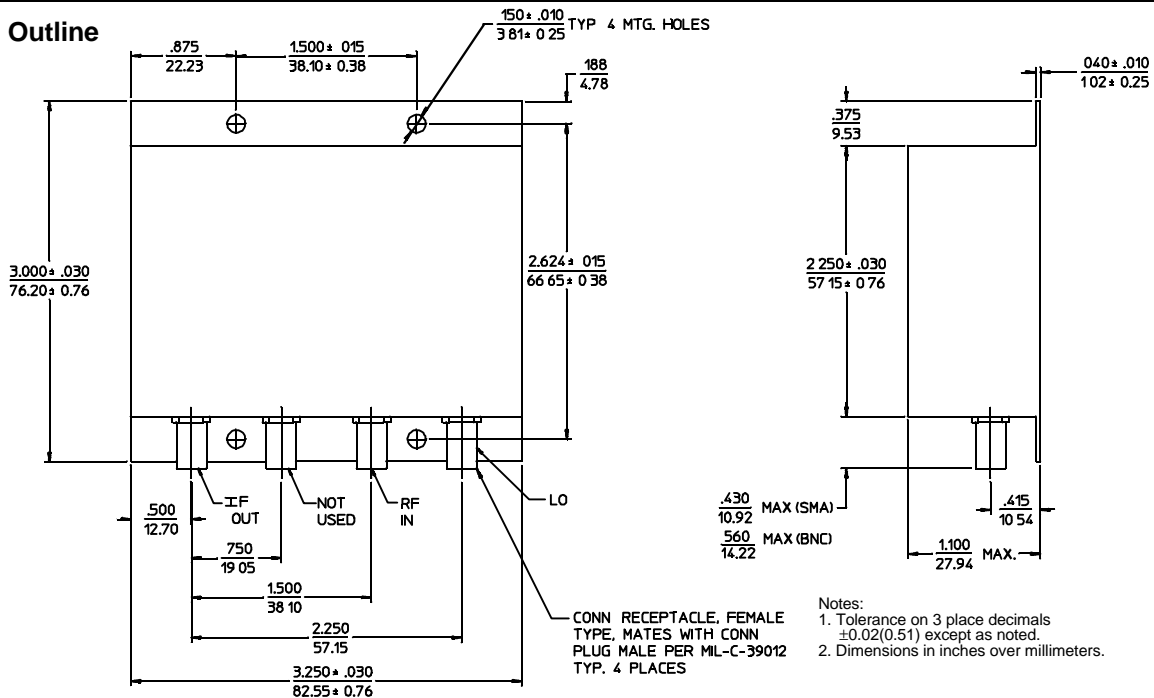 Outline
.875
22.23
1.500± 015
38.10± 0.38
150± .010
3 81± 0 25
TYP 4 MTG. HOLES
188
4.78
040± .010
1 02± 0.25
.375
9.53
3.000± .030
76.20± 0.76
2.624± 015
66 65± 0 38
2 250± .030
57 15± 0 76
IF
OUT
NOT
USED
RF
IN
LO
.500
12.70
750
19 05
1.500
38 10
2.250
57.15
3.250± .030
82.55± 0.76
.430
10.92
MAX (SMA)
.560
14.22
MAX (BNC)
.415
10 54
1.100
27.94
MAX.
CONN RECEPTACLE, FEMALE
TYPE, MATES WITH CONN
PLUG MALE PER MIL-C-39012
TYP. 4 PLACES
Notes:
1. Tolerance on 3 place decimals
±0.02(0.51) except as noted.
2. Dimensions in inches over millimeters.